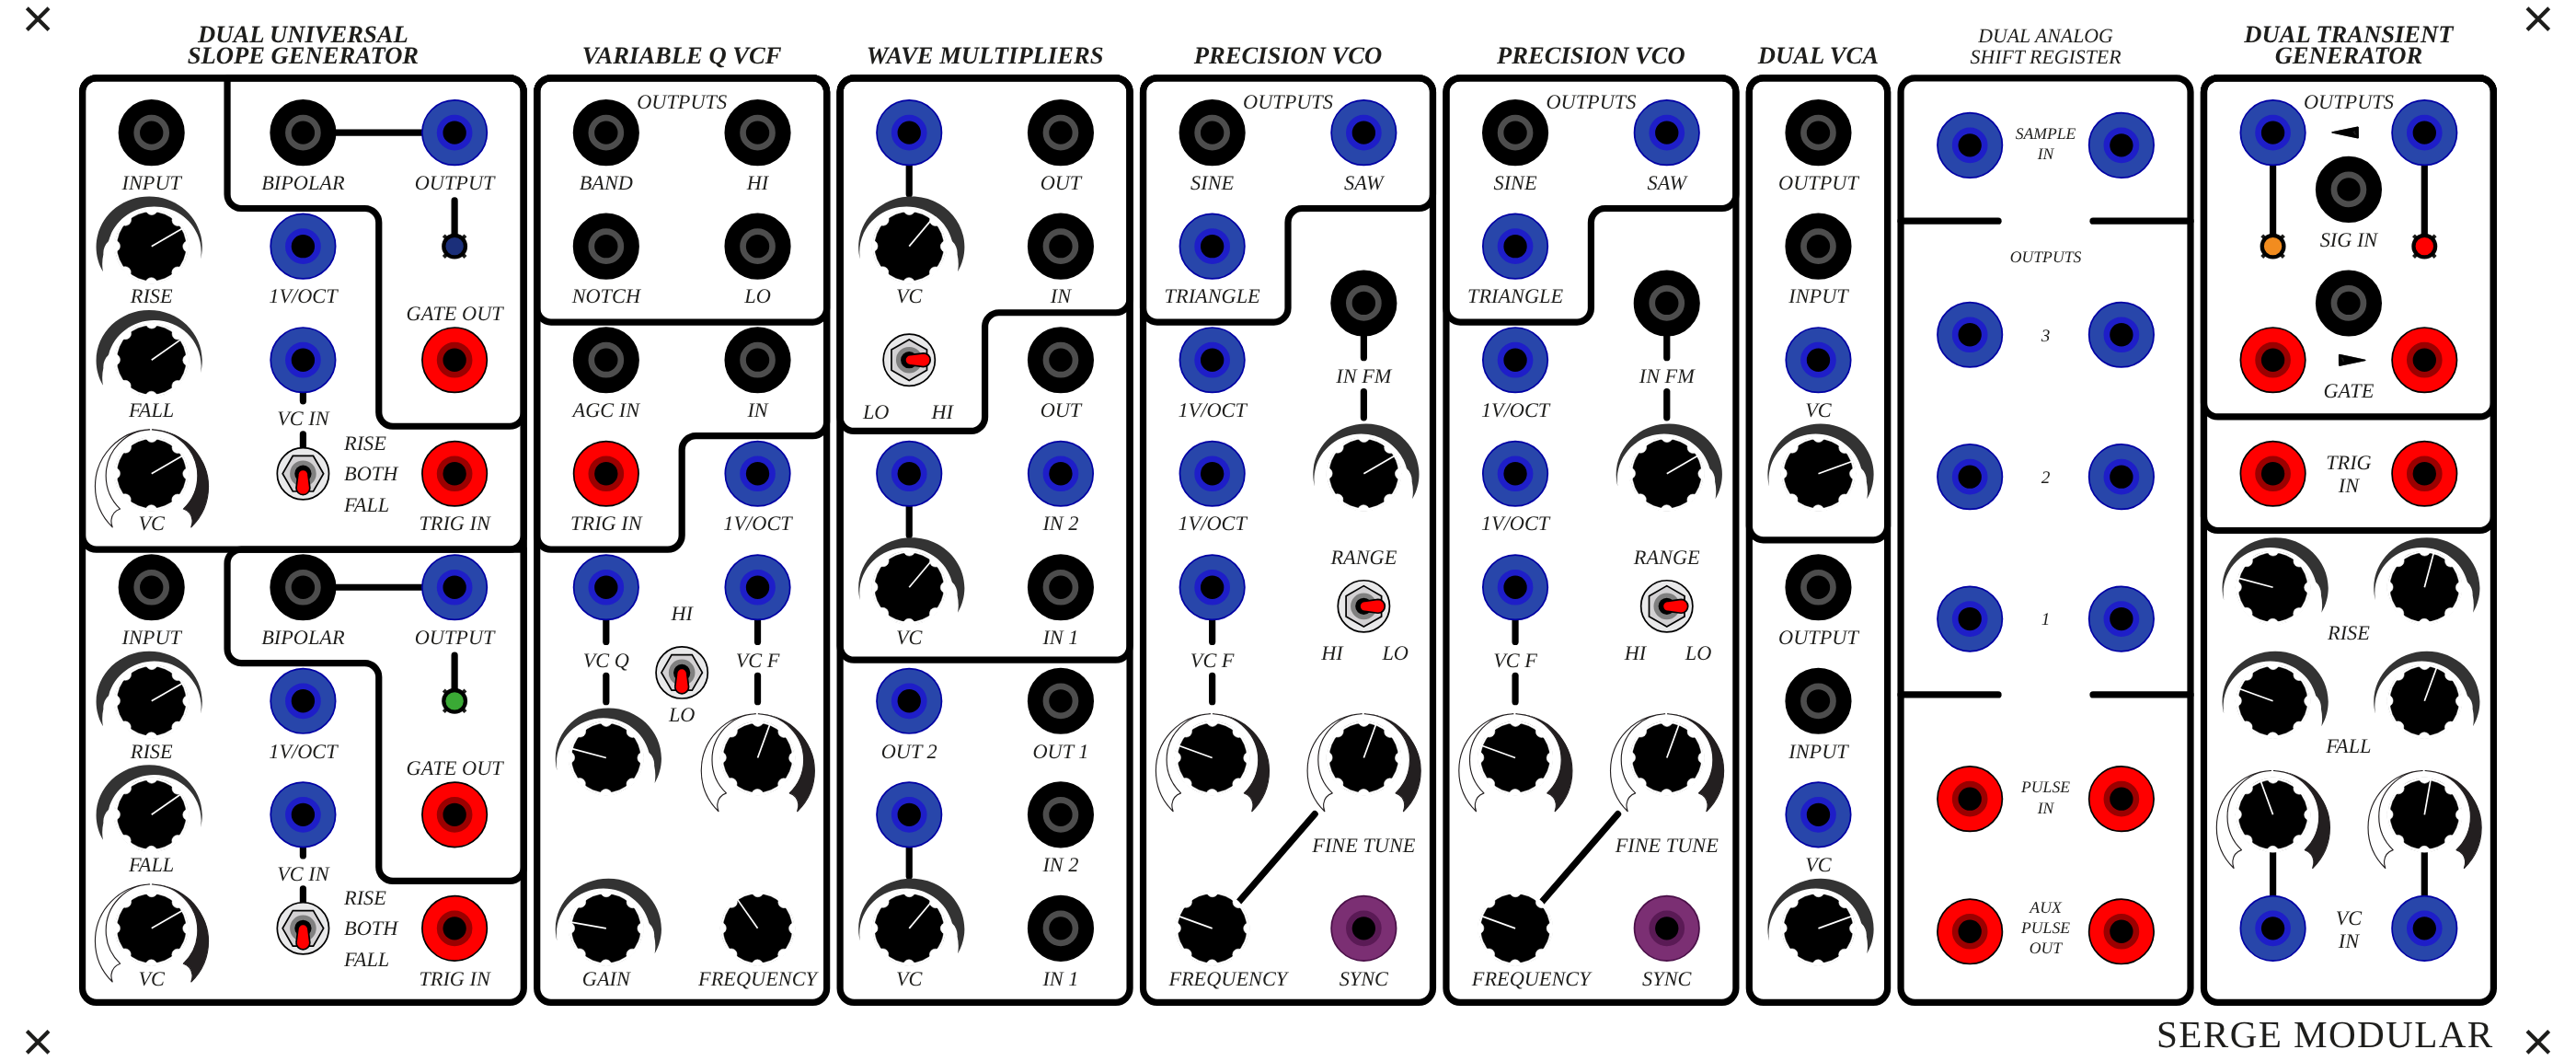 DUAL UNIVERSAL
SLOPE GENERATOR
INPUT
BIPOLAR
OUTPUT
RISE
1V/OCT
GATE OUT
FALL
VC IN
RISE
BOTH
FALL
VC
TRIG IN
INPUT
BIPOLAR
OUTPUT
RISE
1V/OCT
GATE OUT
FALL
VC IN
RISE
BOTH
FALL
VC
TRIG IN
VARIABLE Q VCF
OUTPUTS
BAND
HI
NOTCH
LO
AGC IN
IN
TRIG IN
1V/OCT
HI
VC Q
VC F
LO
GAIN
FREQUENCY
WAVE MULTIPLIERS
OUT
VC
IN
LO
HI
OUT
IN 2
VC
IN 1
OUT 2
OUT 1
IN 2
VC
IN 1
PRECISION VCO
OUTPUTS
SINE
SAW
TRIANGLE
IN FM
1V/OCT
1V/OCT
RANGE
VC F
HI
LO
FINE TUNE
FREQUENCY
SYNC
PRECISION VCO
OUTPUTS
SINE
SAW
TRIANGLE
IN FM
1V/OCT
1V/OCT
RANGE
VC F
HI
LO
FINE TUNE
FREQUENCY
SYNC
DUAL VCA
OUTPUT
INPUT
VC
OUTPUT
INPUT
VC
DUAL ANALOG
SHIFT REGISTER
SAMPLE
IN
OUTPUTS
3
2
1
PULSE
IN
AUX
PULSE
OUT
DUAL TRANSIENT
GENERATOR
OUTPUTS
SIG IN
GATE
TRIG
IN
RISE
FALL
VC
IN
SERGE MODULAR